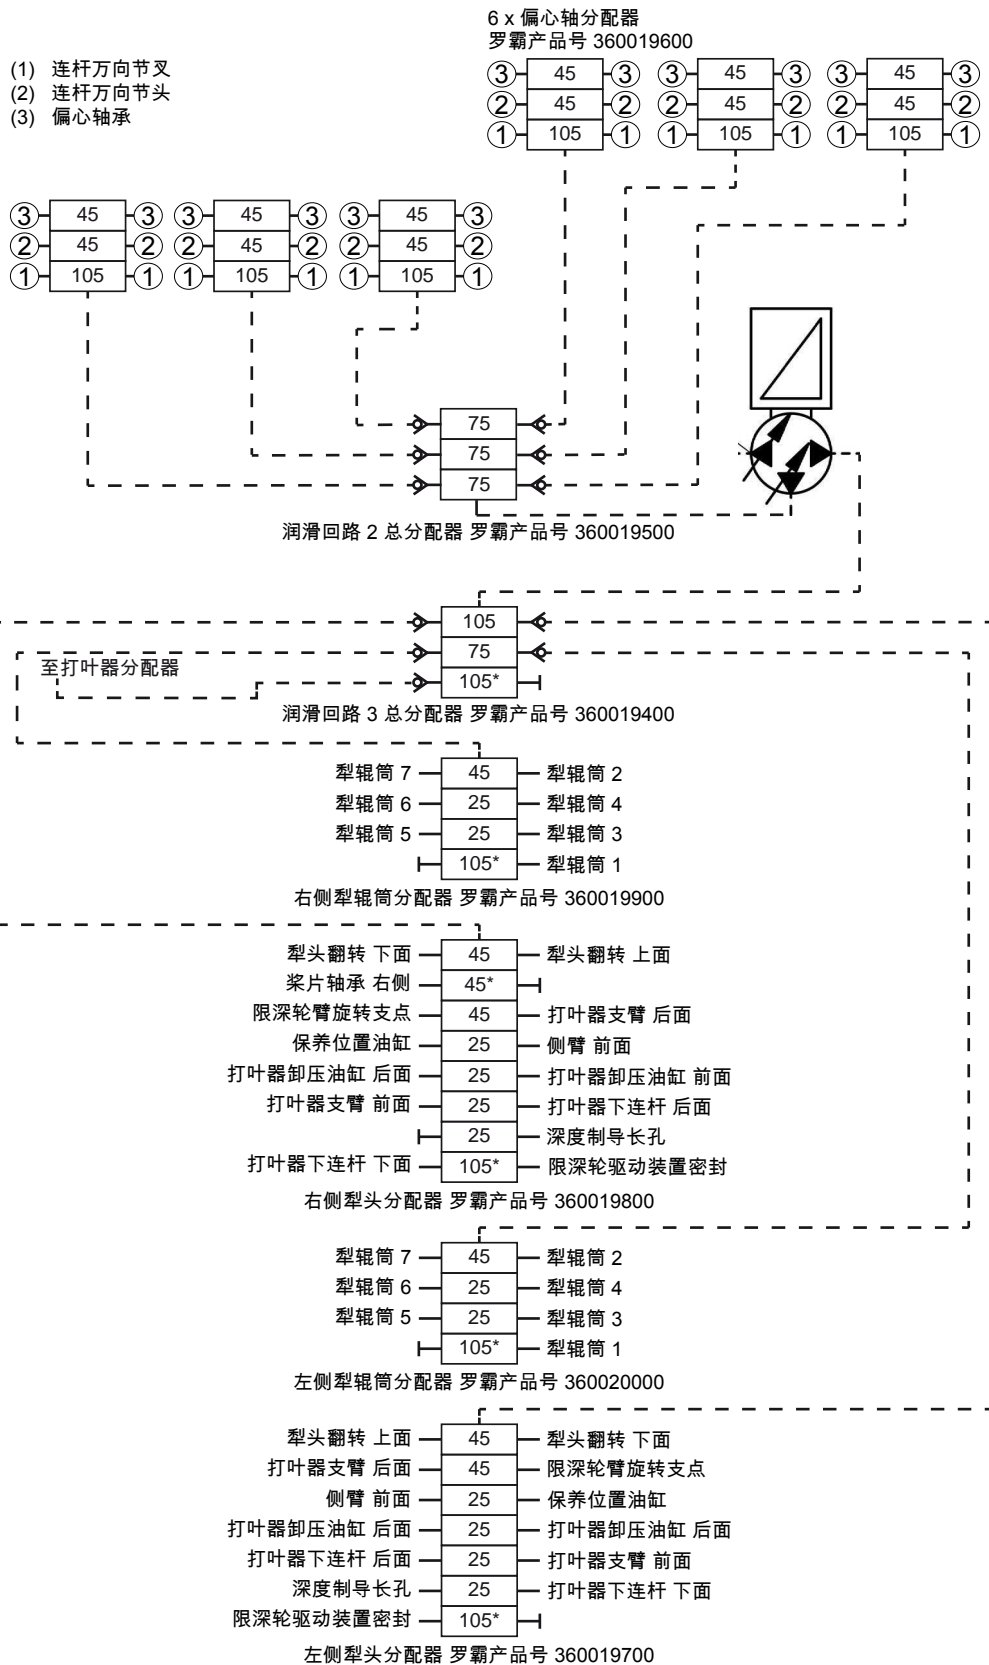 6 x 偏心轴分配器
罗霸产品号 360019600
(1) 连杆万向节叉
(2) 连杆万向节头
(3) 偏心轴承
3 45 3 3 45 3 3 45 3
2 45 2 2 45 2 2 45 2
1 105 1 1 105 1 1 105 1
3 45 3 3 45 3 3 45 3
2 45 2 2 45 2 2 45 2
1 105 1 1 105 1 1 105 1
75
75
75
润滑回路 2 总分配器 罗霸产品号 360019500
105
75
至打叶器分配器
105*
润滑回路 3 总分配器 罗霸产品号 360019400
犁辊筒 7 45 犁辊筒 2
犁辊筒 6 25 犁辊筒 4
犁辊筒 5 25 犁辊筒 3
105* 犁辊筒 1
右侧犁辊筒分配器 罗霸产品号 360019900
犁头翻转 下面 45 犁头翻转 上面
桨片轴承 右侧 45*
限深轮臂旋转支点 45 打叶器支臂 后面
保养位置油缸 25 侧臂 前面
打叶器卸压油缸 后面 25 打叶器卸压油缸 前面
打叶器支臂 前面 25 打叶器下连杆 后面
25 深度制导长孔
打叶器下连杆 下面 105* 限深轮驱动装置密封
右侧犁头分配器 罗霸产品号 360019800
犁辊筒 7 45 犁辊筒 2
犁辊筒 6 25 犁辊筒 4
犁辊筒 5 25 犁辊筒 3
105* 犁辊筒 1
左侧犁辊筒分配器 罗霸产品号 360020000
犁头翻转 上面 45 犁头翻转 下面
打叶器支臂 后面 45 限深轮臂旋转支点
侧臂 前面 25 保养位置油缸
打叶器卸压油缸 后面 25 打叶器卸压油缸 后面
打叶器下连杆 后面 25 打叶器支臂 前面
深度制导长孔 25 打叶器下连杆 下面
限深轮驱动装置密封 105*
左侧犁头分配器 罗霸产品号 360019700